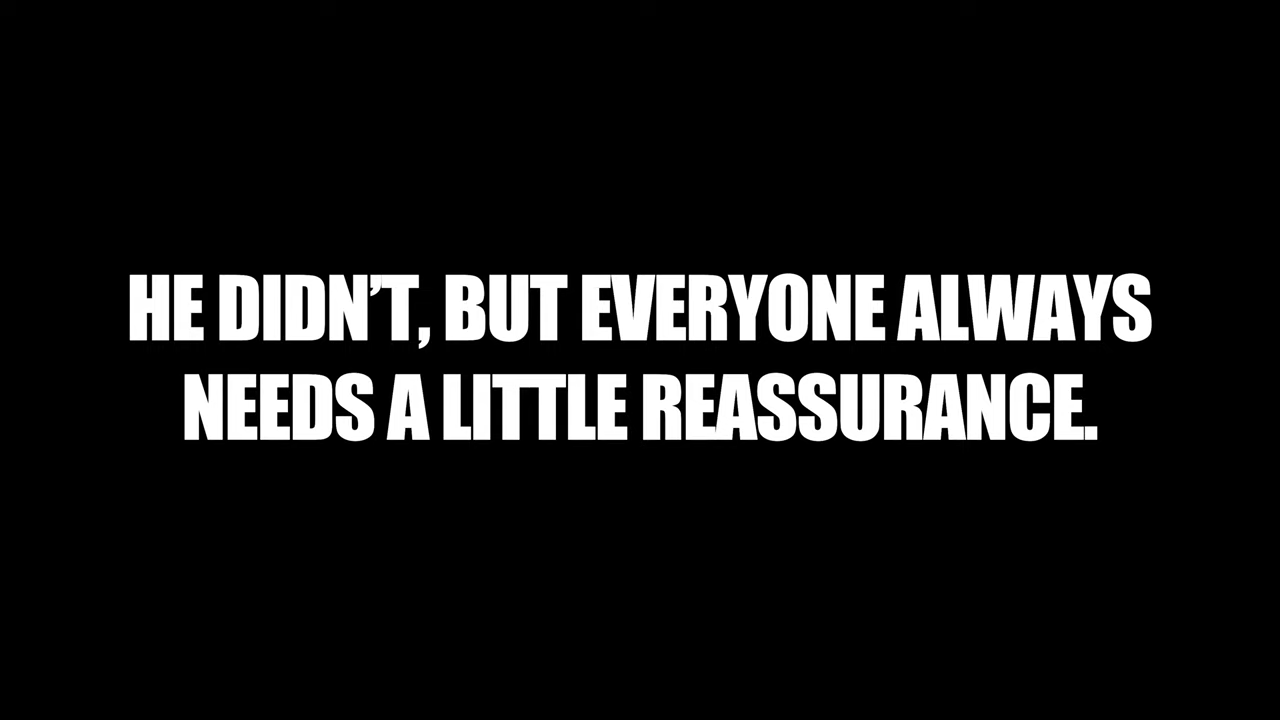 HE DIDN’T, BUT EVERYONE ALWAYS
NEEDS A LITTLE REASSURANCE.